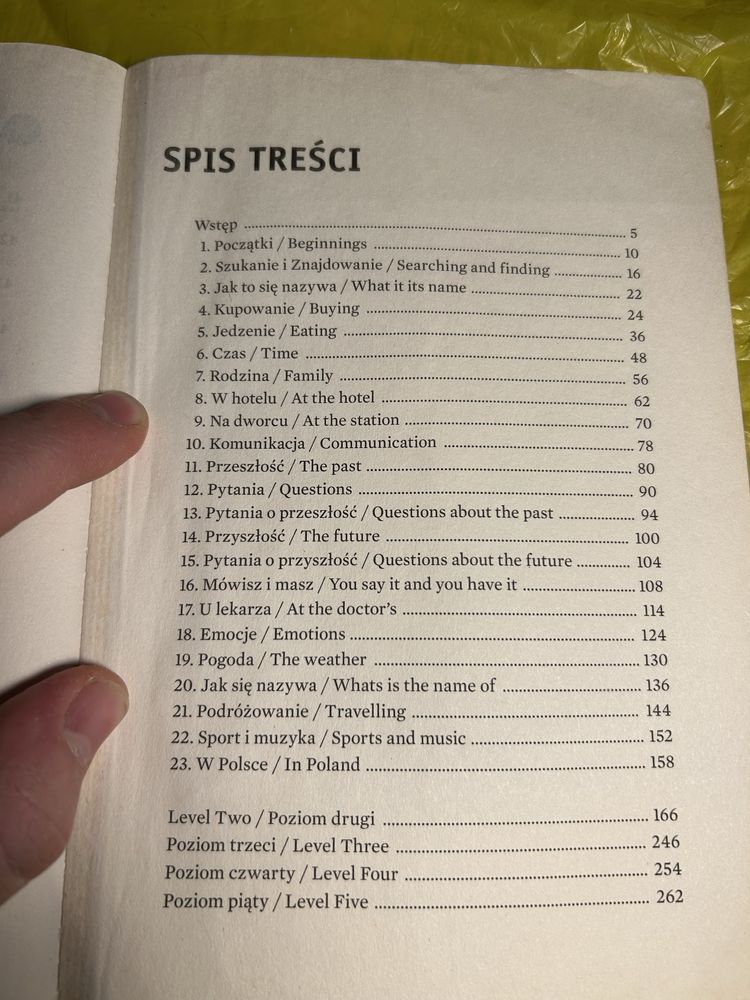 SPIS TREŚCI
Wstęp ........ 5
1. Początki / Beginnings ........ 10
2. Szukanie i Znajdowanie / Searching and finding ........ 16
3. Jak to się nazywa / What it its name ........ 22
4. Kupowanie / Buying ........ 24
5. Jedzenie / Eating ........ 36
6. Czas / Time ........ 48
7. Rodzina / Family ........ 56
8. W hotelu / At the hotel ........ 62
9. Na dworcu / At the station ........ 70
10. Komunikacja / Communication ........ 78
11. Przeszłość / The past ........ 80
12. Pytania / Questions ........ 90
13. Pytania o przeszłość / Questions about the past ........ 94
14. Przyszłość / The future ........ 100
15. Pytania o przyszłość / Questions about the future ........ 104
16. Mówisz i masz / You say it and you have it ........ 108
17. U lekarza / At the doctor's ........ 114
18. Emocje / Emotions ........ 124
19. Pogoda / The weather ........ 130
20. Jak się nazywa / Whats is the name of ........ 136
21. Podróżowanie / Travelling ........ 144
22. Sport i muzyka / Sports and music ........ 152
23. W Polsce / In Poland ........ 158
Level Two / Poziom drugi ........ 166
Poziom trzeci / Level Three ........ 246
Poziom czwarty / Level Four ........ 254
Poziom piąty / Level Five ........ 262